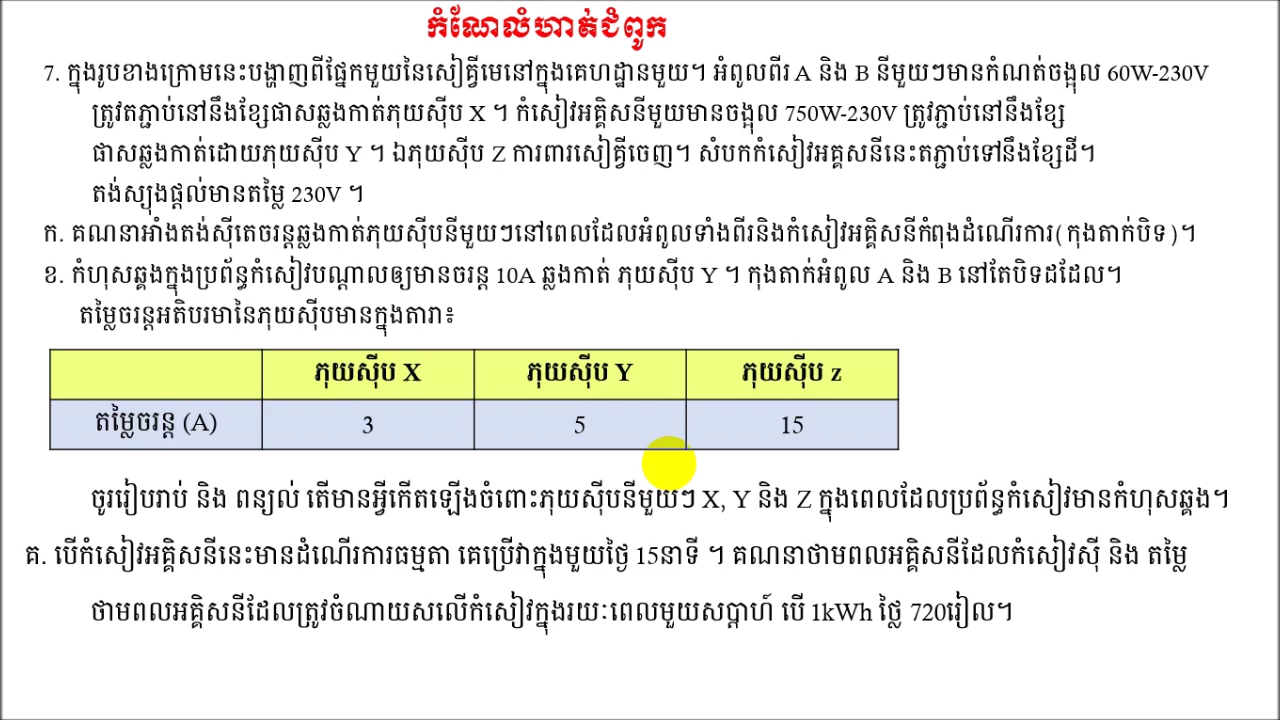 កំណែលំហាត់ជំពូក
7. ក្នុងរូបខាងក្រោមនេះបង្ហាញពីផ្នែកមួយនៃសៀគ្វីមេនៅក្នុងគេហដ្ឋានមួយ។ អំពូលពីរ A និង B នីមួយៗមានកំណត់ចង្អុល 60W-230V
ត្រូវតភ្ជាប់នៅនឹងខ្សែផាសឆ្លងកាត់ភុយស៊ីប X ។ កំសៀវអគ្គិសនីមួយមានចង្អុល 750W-230V ត្រូវភ្ជាប់នៅនឹងខ្សែ
ផាសឆ្លងកាត់ដោយភុយស៊ីប Y ។ ឯភុយស៊ីប Z ការពារសៀគ្វីចេញ។ សំបកកំសៀវអគ្គសនីនេះតភ្ជាប់ទៅនឹងខ្សែដី។
តង់ស្យុងផ្តល់មានតម្លៃ 230V ។
ក. គណនាអាំងតង់ស៊ីតេចរន្តឆ្លងកាត់ភុយស៊ីបនីមួយៗនៅពេលដែលអំពូលទាំងពីរនិងកំសៀវអគ្គិសនីកំពុងដំណើរការ(កុងតាក់បិទ)។
ខ. កំហុសឆ្គងក្នុងប្រព័ន្ធកំសៀវបណ្តាលឲ្យមានចរន្ត 10A ឆ្លងកាត់ ភុយស៊ីប Y ។ កុងតាក់អំពូល A និង B នៅតែបិទដដែល។
តម្លៃចរន្តអតិបរមានៃភុយស៊ីបមានក្នុងតារា៖
ភុយស៊ីប X ភុយស៊ីប Y ភុយស៊ីប z
តម្លៃចរន្ត (A) 3 5 15
ចូររៀបរាប់ និង ពន្យល់ តើមានអ្វីកើតឡើងចំពោះភុយស៊ីបនីមួយៗ X, Y និង Z ក្នុងពេលដែលប្រព័ន្ធកំសៀវមានកំហុសឆ្គង។
គ. បើកំសៀវអគ្គិសនីនេះមានដំណើរការធម្មតា គេប្រើវាក្នុងមួយថ្ងៃ 15នាទី ។ គណនាថាមពលអគ្គិសនីដែលកំសៀវស៊ី និង តម្លៃ
ថាមពលអគ្គិសនីដែលត្រូវចំណាយសលើកំសៀវក្នុងរយៈពេលមួយសប្តាហ៍ បើ 1kWh ថ្លៃ 720រៀល។